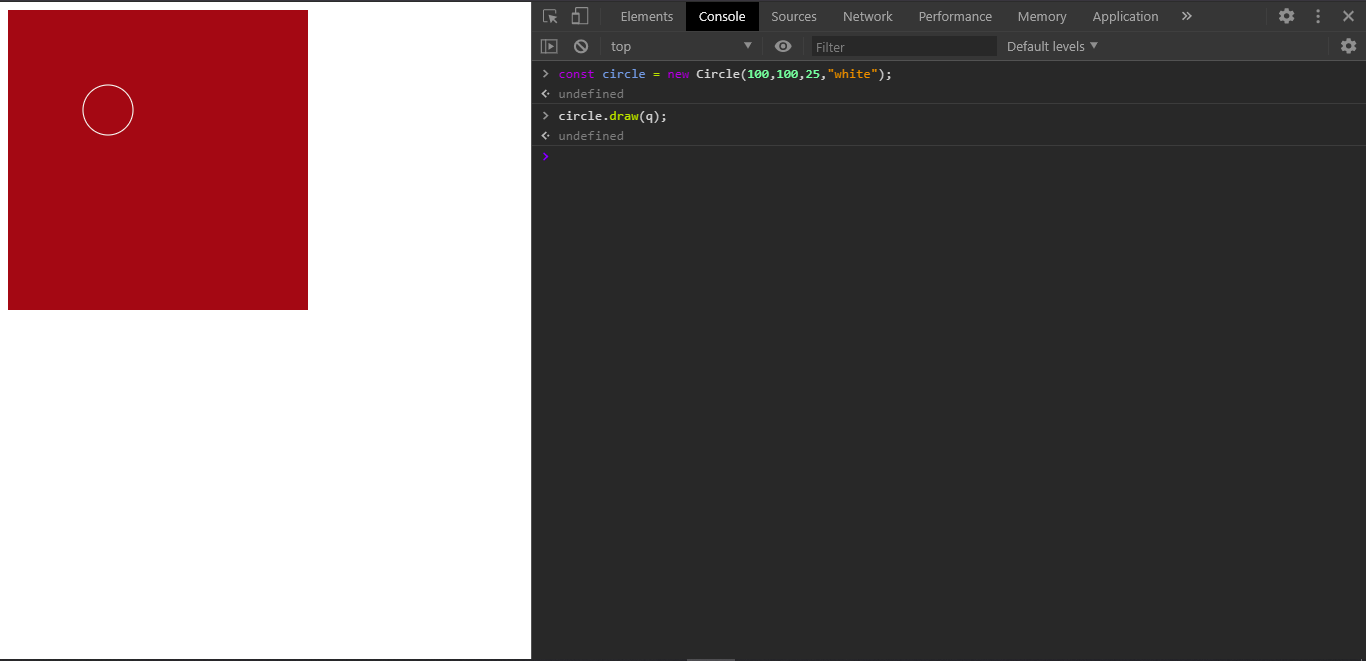 Elements Console Sources Network Performance Memory Application
top Filter Default levels
const circle = new Circle(100,100,25,"white");
undefined
circle.draw(q);
undefined